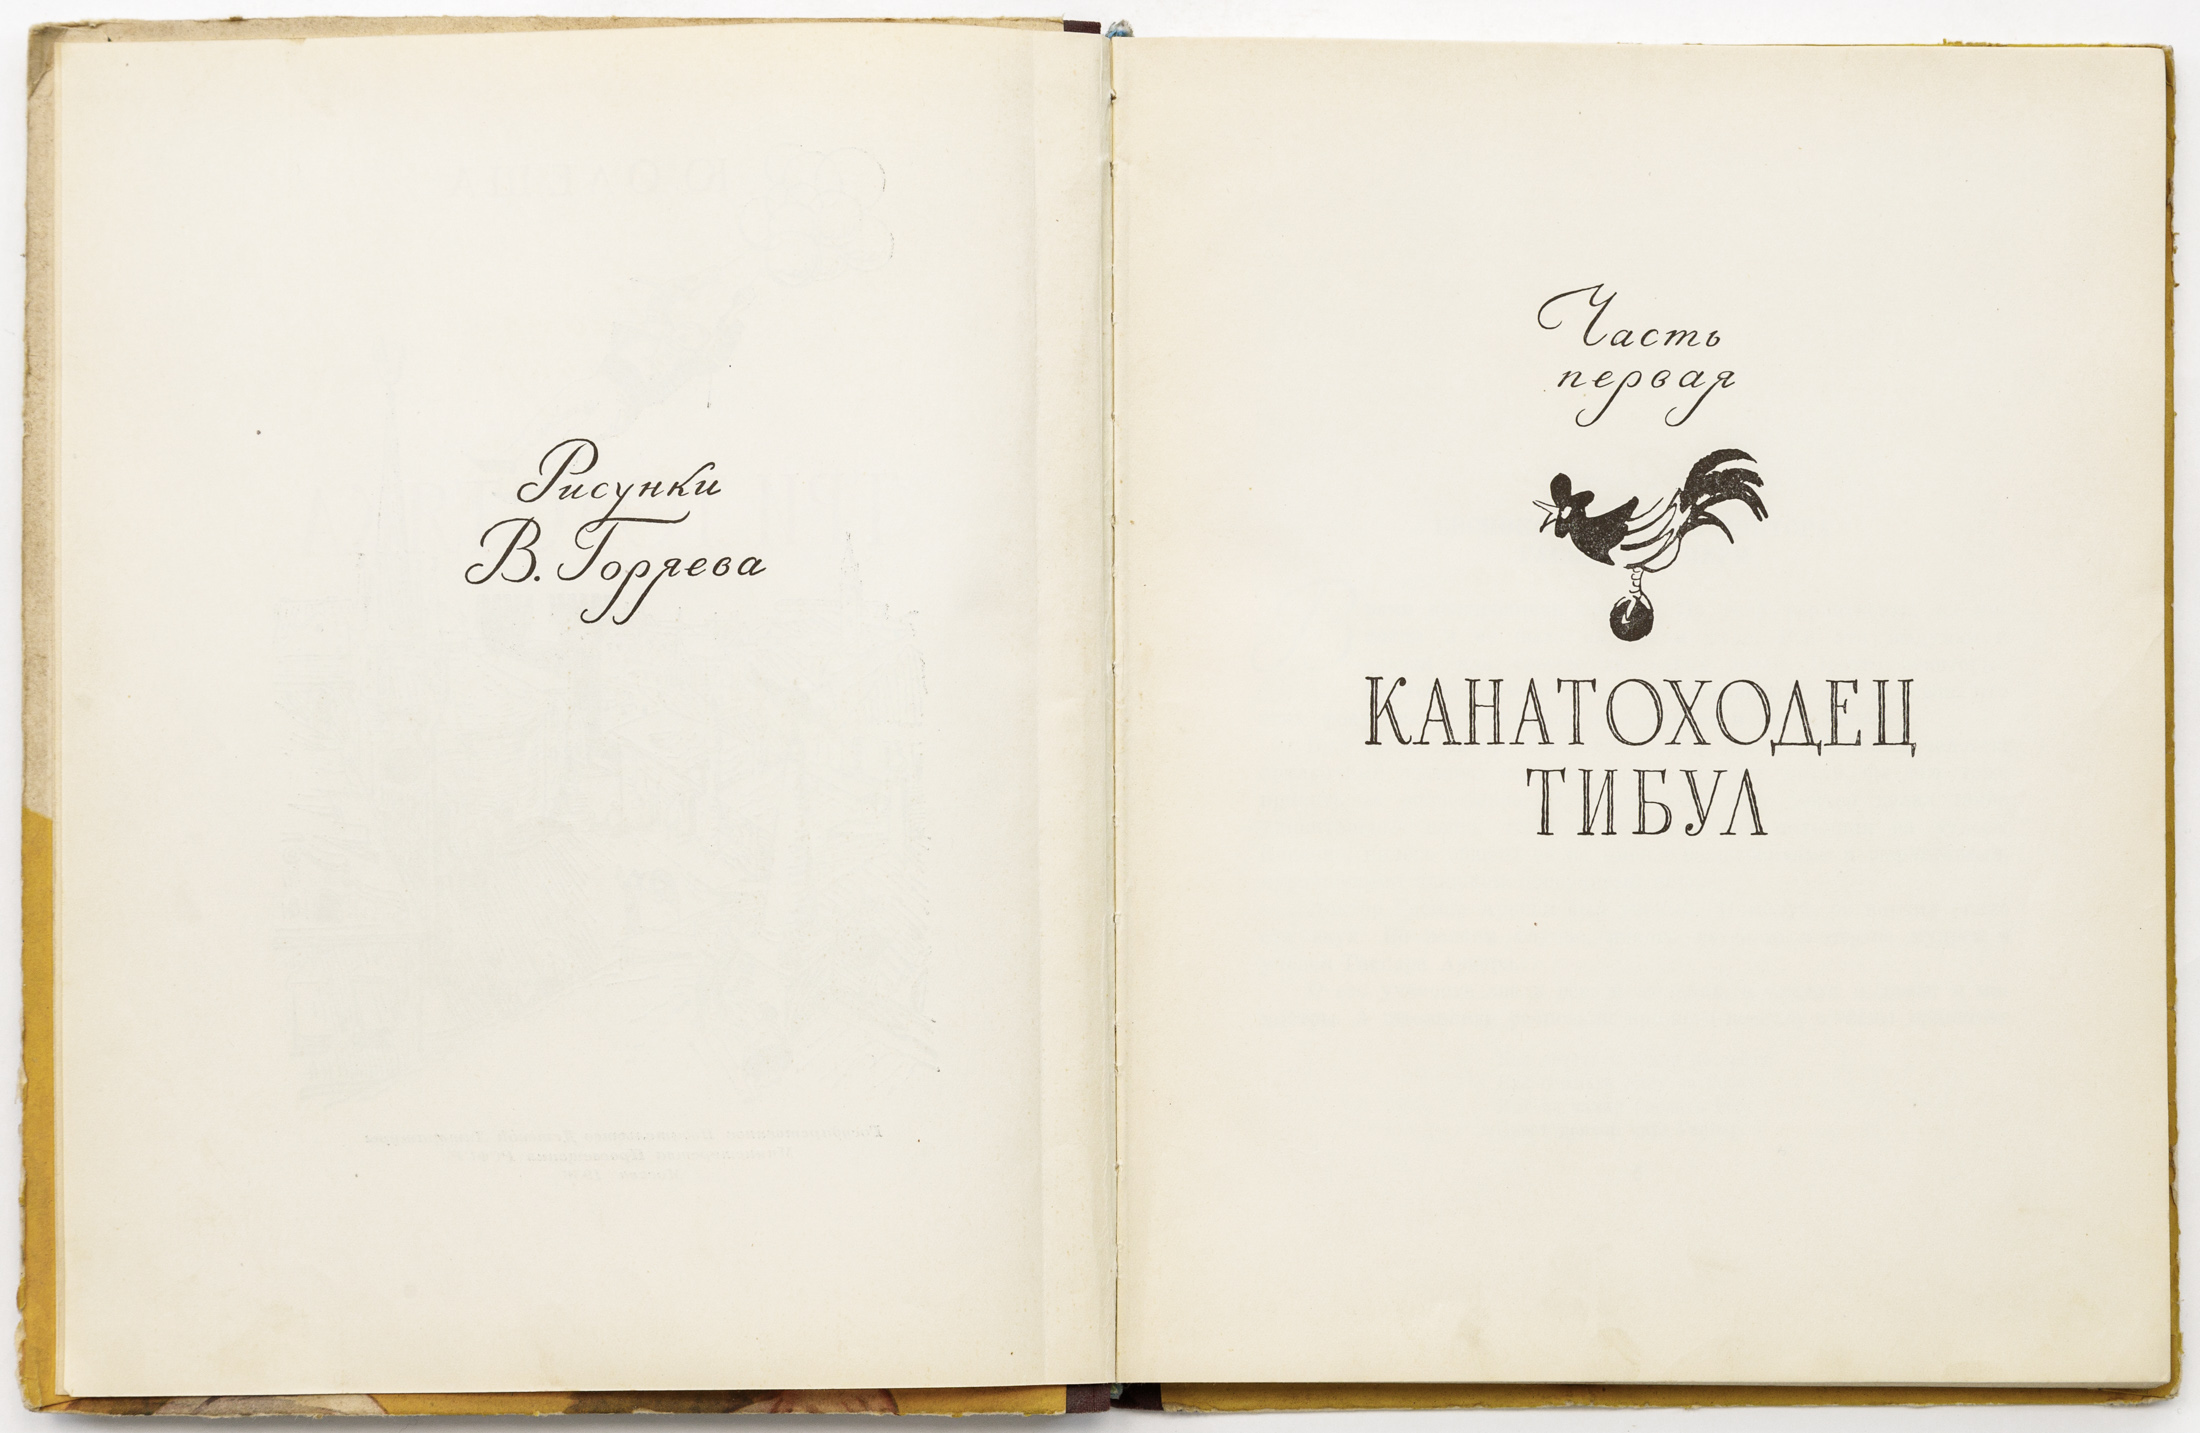 Рисунки
В. Горяева
Часть
первая
КАНАТОХОДЕЦ
ТИБУЛ